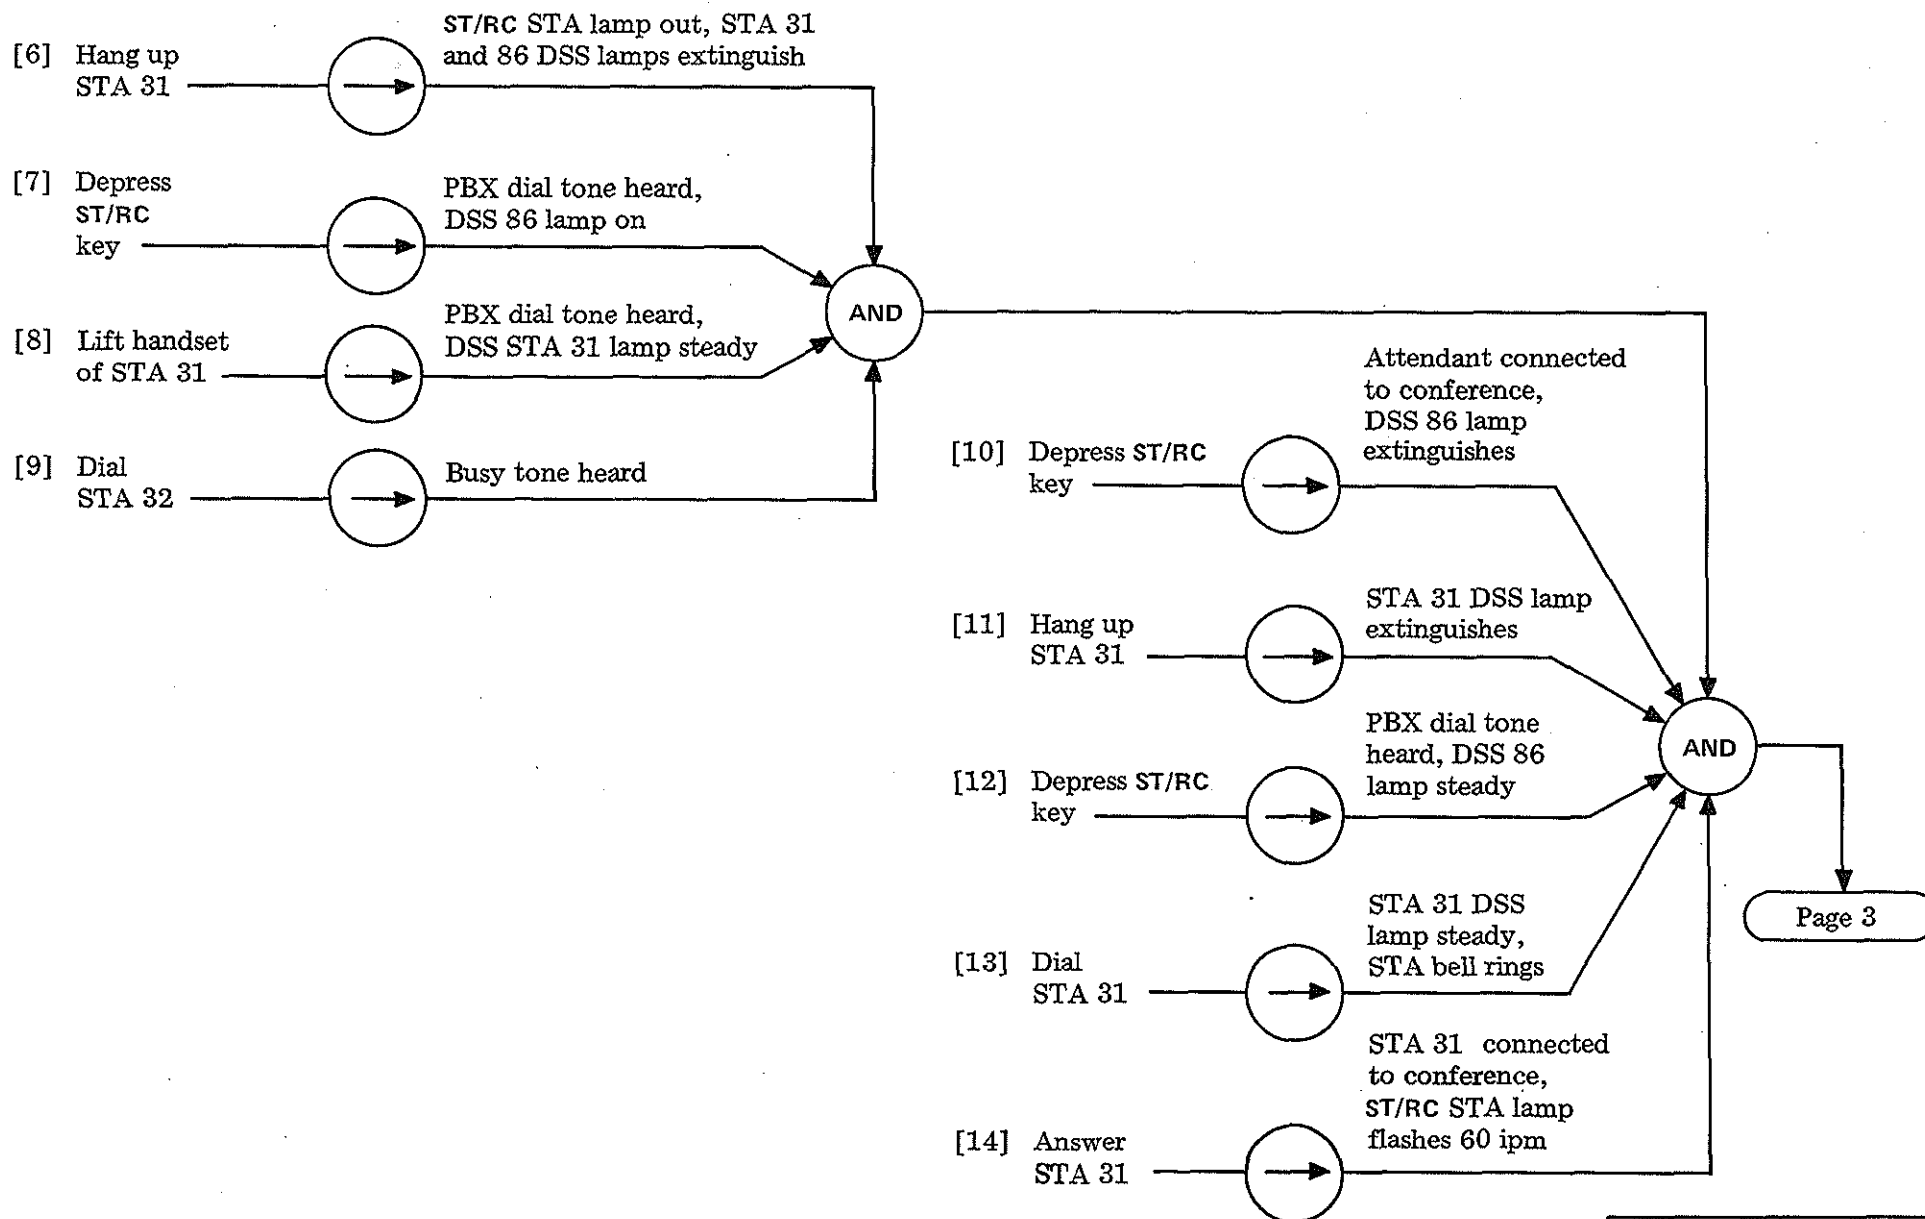 [6] Hang up
STA 31
ST/RC STA lamp out, STA 31
and 86 DSS lamps extinguish
[7] Depress
ST/RC
key
PBX dial tone heard,
DSS 86 lamp on
[8] Lift handset
of STA 31
PBX dial tone heard,
DSS STA 31 lamp steady
[9] Dial
STA 32
Busy tone heard
AND
[10] Depress ST/RC
key
Attendant connected
to conference,
DSS 86 lamp
extinguishes
[11] Hang up
STA 31
STA 31 DSS lamp
extinguishes
[12] Depress ST/RC
key
PBX dial tone
heard, DSS 86
lamp steady
[13] Dial
STA 31
STA 31 DSS
lamp steady,
STA bell rings
[14] Answer
STA 31
STA 31 connected
to conference,
ST/RC STA lamp
flashes 60 ipm
AND
Page 3